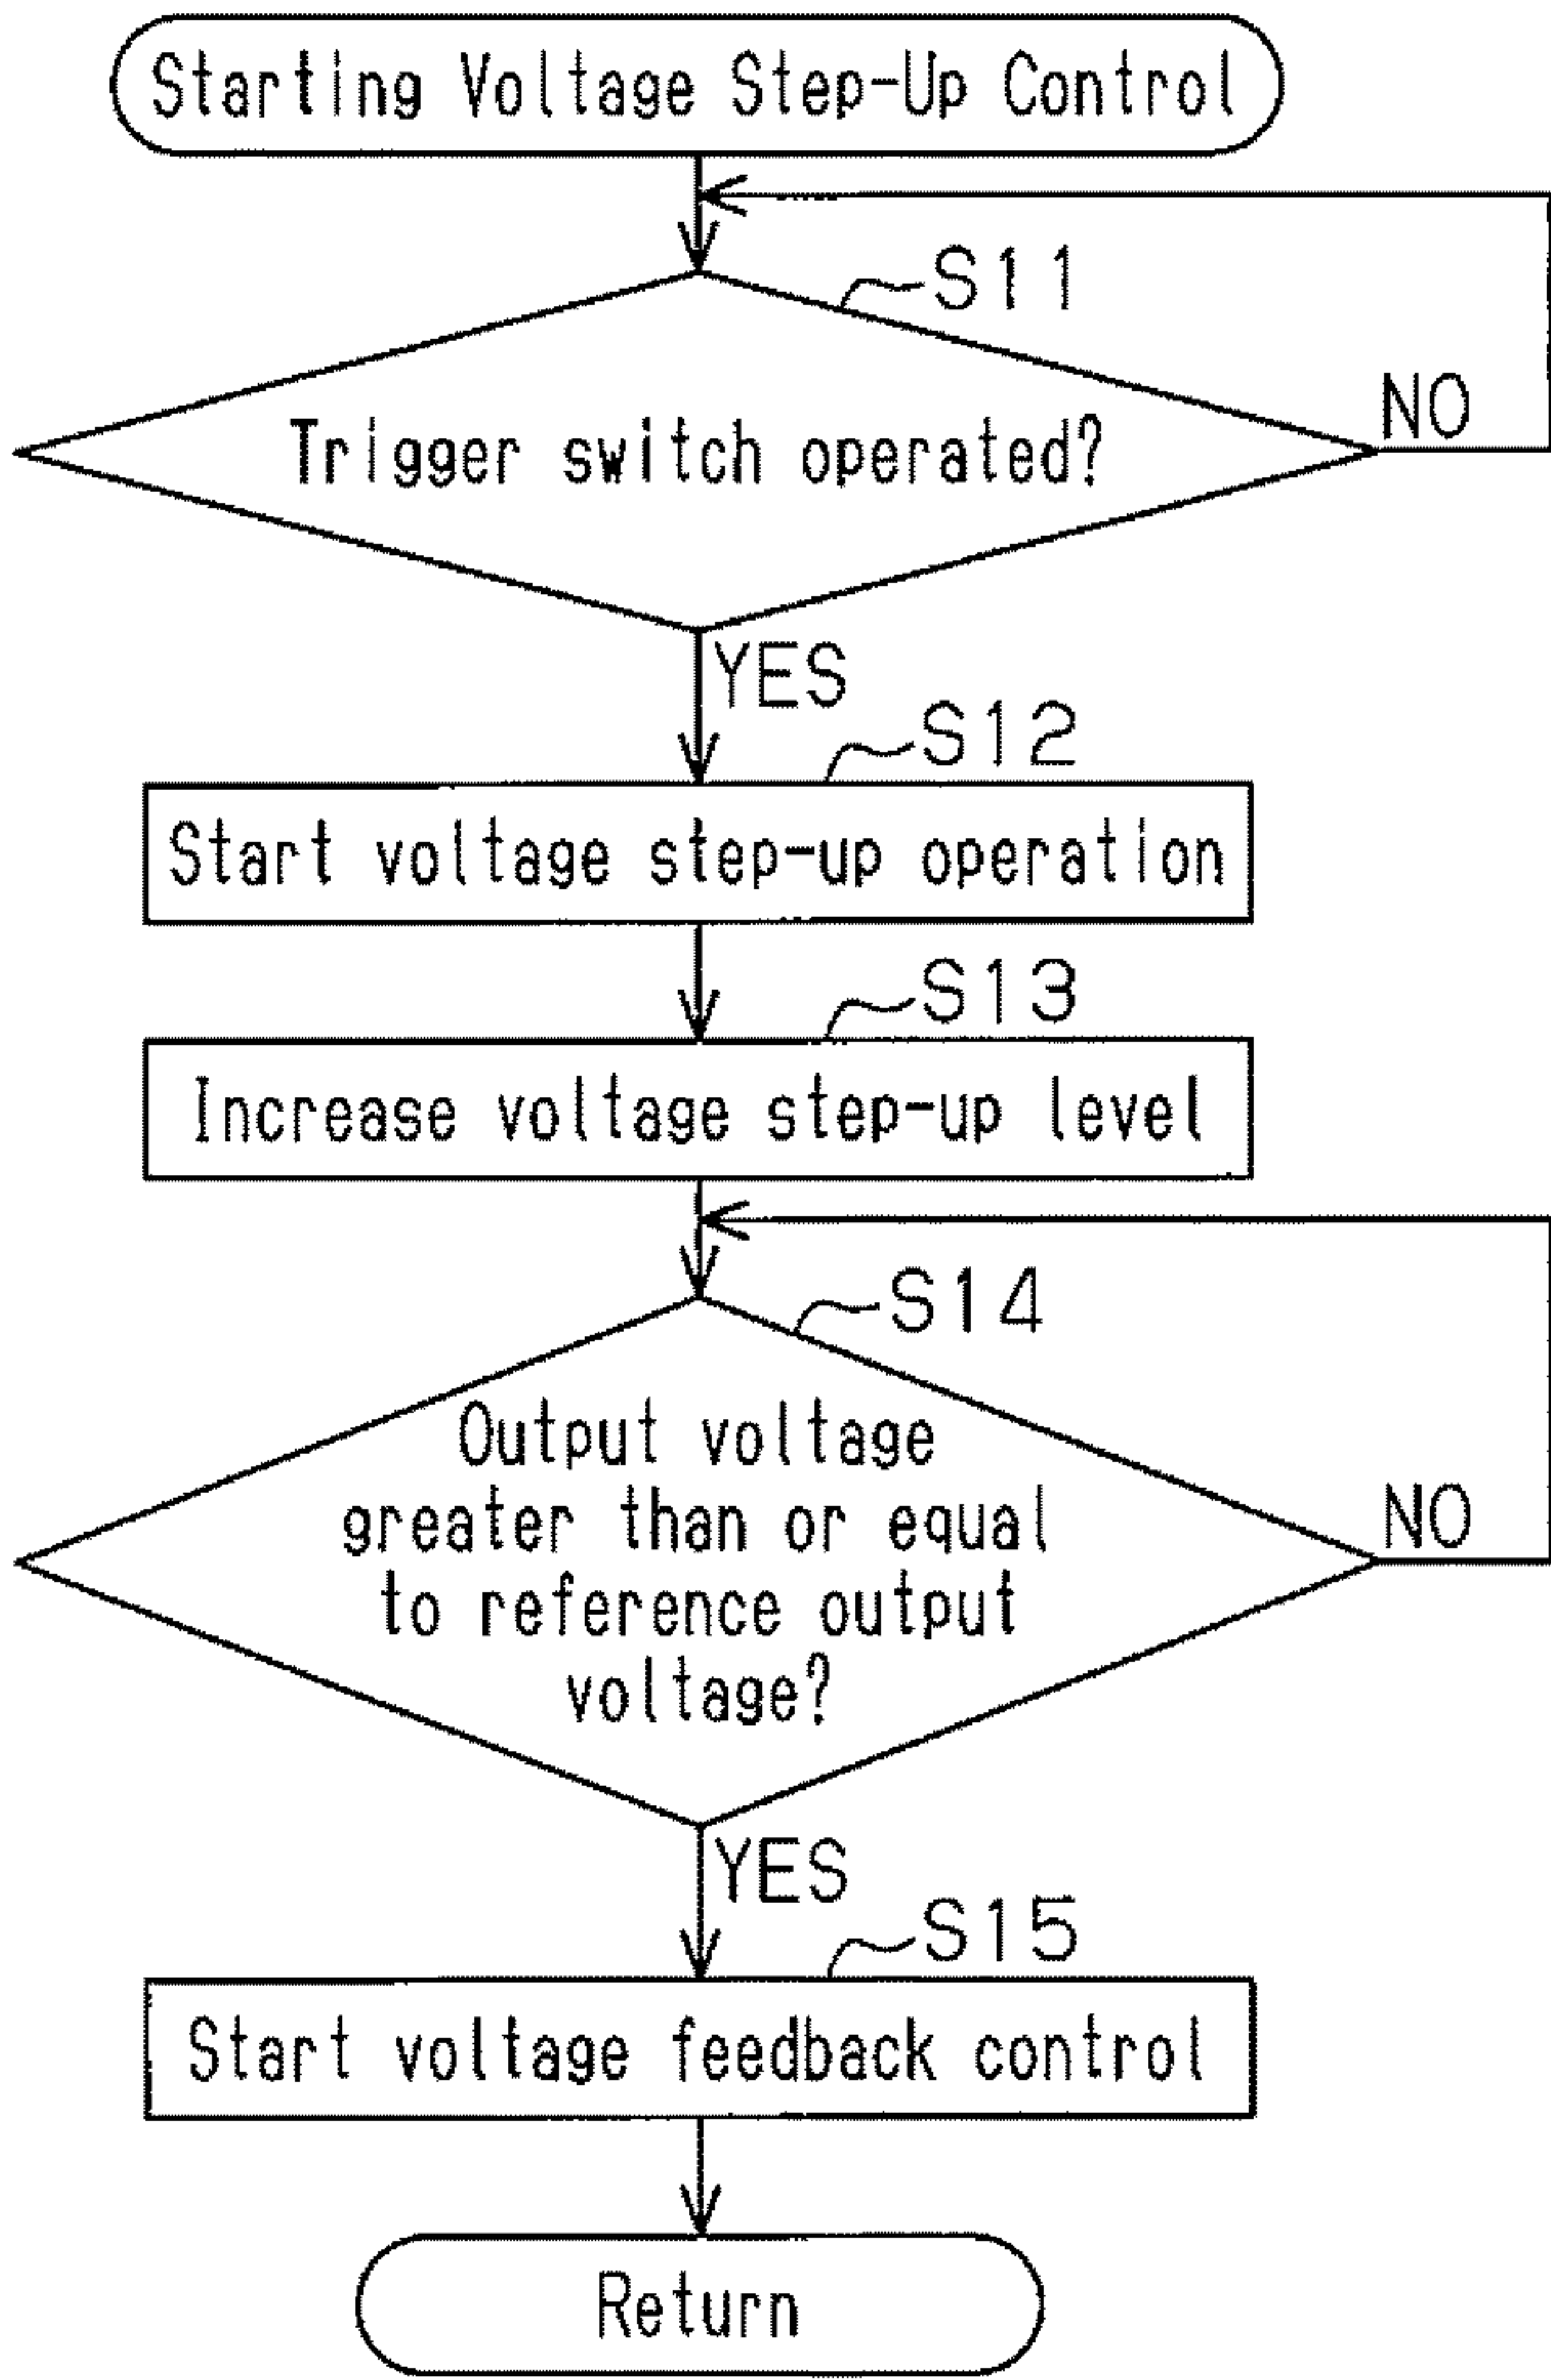 Starting Voltage Step-Up Control
S11
Trigger switch operated?
NO
YES
S12
Start voltage step-up operation
S13
Increase voltage step-up level
S14
Output voltage
greater than or equal
to reference output
voltage?
NO
YES
S15
Start voltage feedback control
Return